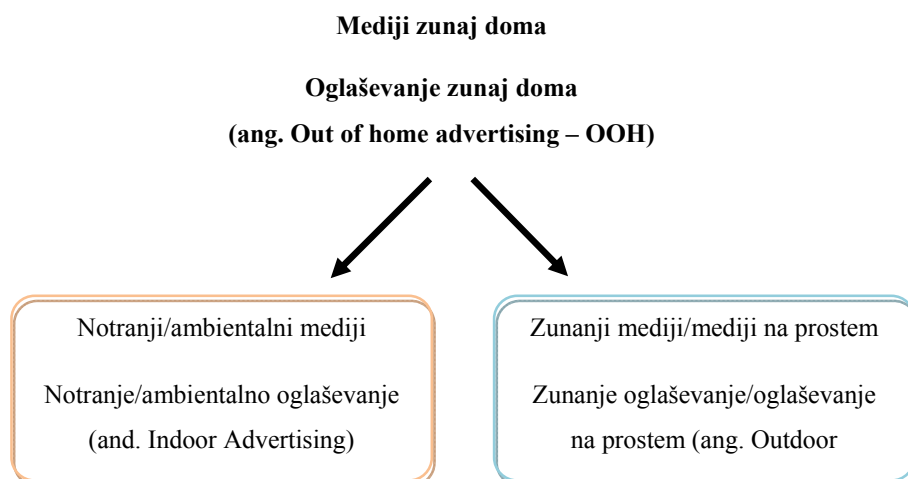 Mediji zunaj doma
Oglaševanje zunaj doma
(ang. Out of home advertising – OOH)
Notranji/ambientalni mediji
Notranje/ambientalno oglaševanje
(and. Indoor Advertising)
Zunanji mediji/mediji na prostem
Zunanje oglaševanje/oglaševanje
na prostem (ang. Outdoor